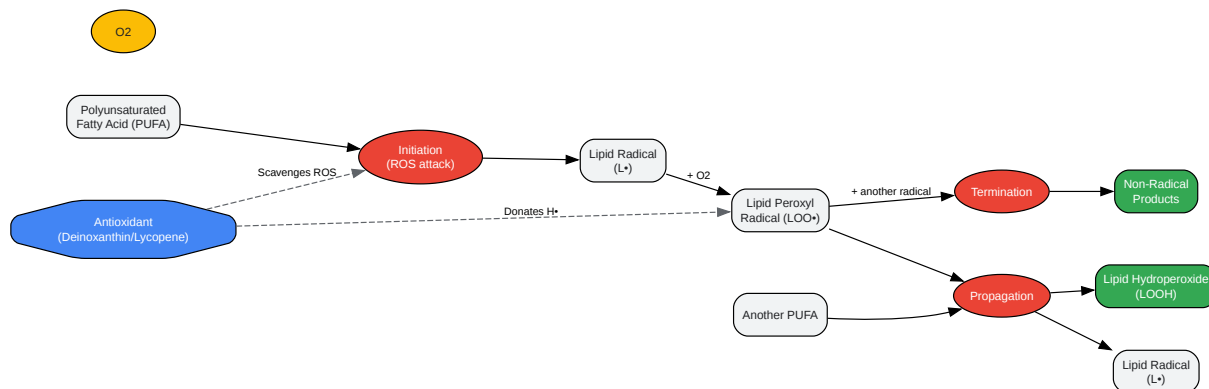 O2
Polyunsaturated
Fatty Acid (PUFA)
Initiation
(ROS attack)
Lipid Radical
(L•)
Scavenges ROS
+ O2
+ another radical
Termination
Non-Radical
Products
Antioxidant
(Deinoxanthin/Lycopene)
Donates H•
Lipid Peroxyl
Radical (LOO•)
Propagation
Lipid Hydroperoxide
(LOOH)
Another PUFA
Lipid Radical
(L•)